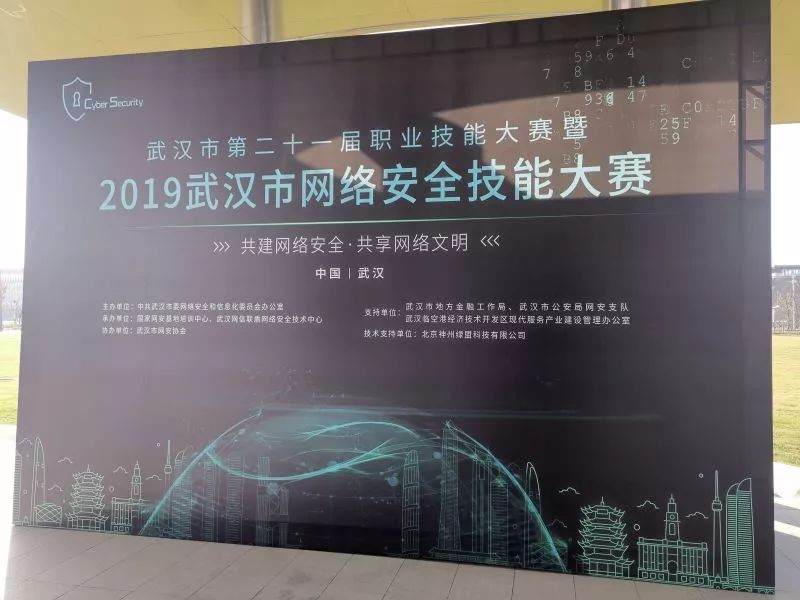 Cyber Security
武汉市第二十一届职业技能大赛暨
2019武汉市网络安全技能大赛
>>> 共建网络安全·共享网络文明 <<<
中国 | 武汉
主办单位：中共武汉市委网络安全和信息化委员会办公室
承办单位：国家网安基地培训中心、武汉网信联盾网络安全技术中心
协办单位：武汉市网安协会
支持单位：武汉市地方金融工作局、武汉市公安局网安支队
武汉临空港经济技术开发区现代服务产业建设管理办公室
技术支持单位：北京神州绿盟科技有限公司